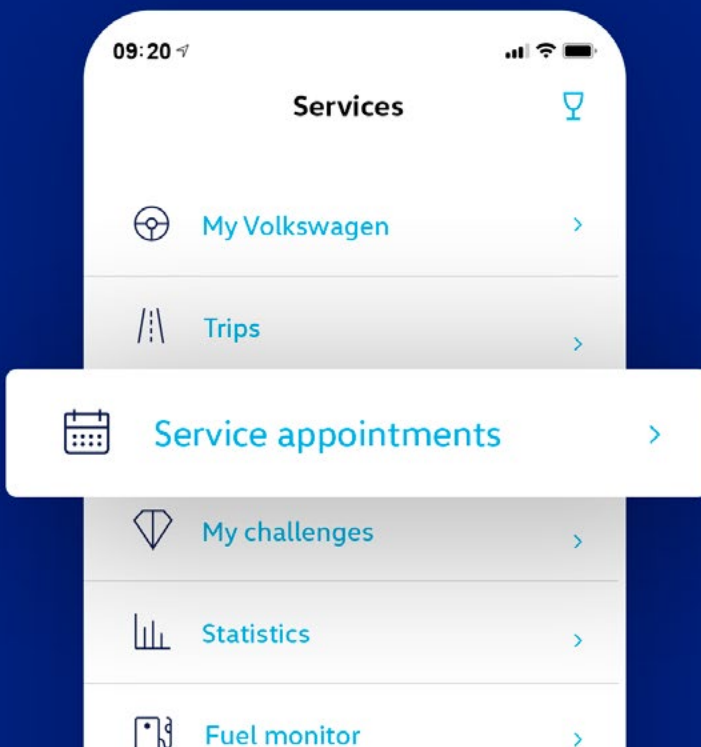 09:20
Services
My Volkswagen
Trips
Service appointments
My challenges
Statistics
Fuel monitor